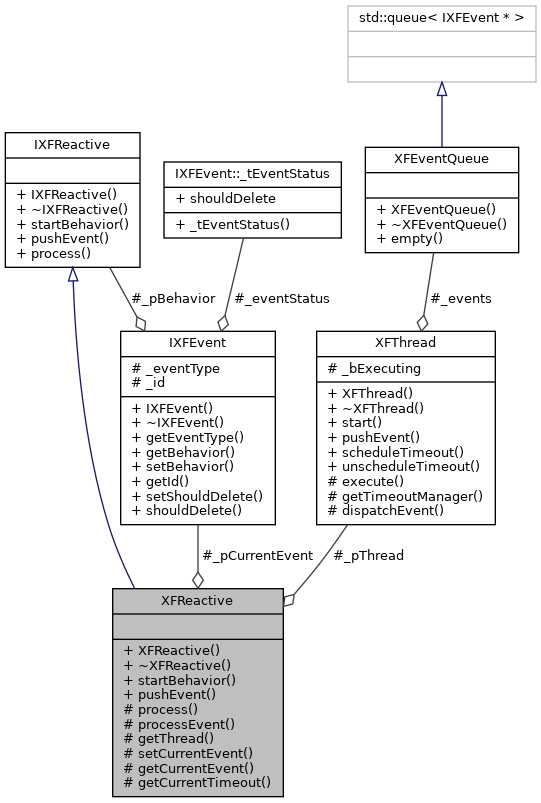 std::queue< IXFEvent * >
IXFReactive
+ IXFReactive()
+ ~IXFReactive()
+ startBehavior()
+ pushEvent()
+ process()
IXFEvent::_tEventStatus
+ shouldDelete
+ _tEventStatus()
XFEventQueue
+ XFEventQueue()
+ ~XFEventQueue()
+ empty()
#_pBehavior
#_eventStatus
#_events
IXFEvent
# _eventType
# _id
+ IXFEvent()
+ ~IXFEvent()
+ getEventType()
+ getBehavior()
+ setBehavior()
+ getId()
+ setShouldDelete()
+ shouldDelete()
XFThread
# _bExecuting
+ XFThread()
+ ~XFThread()
+ start()
+ pushEvent()
+ scheduleTimeout()
+ unscheduleTimeout()
# execute()
# getTimeoutManager()
# dispatchEvent()
#_pCurrentEvent
#_pThread
XFReactive
+ XFReactive()
+ ~XFReactive()
+ startBehavior()
+ pushEvent()
# process()
# processEvent()
# getThread()
# setCurrentEvent()
# getCurrentEvent()
# getCurrentTimeout()